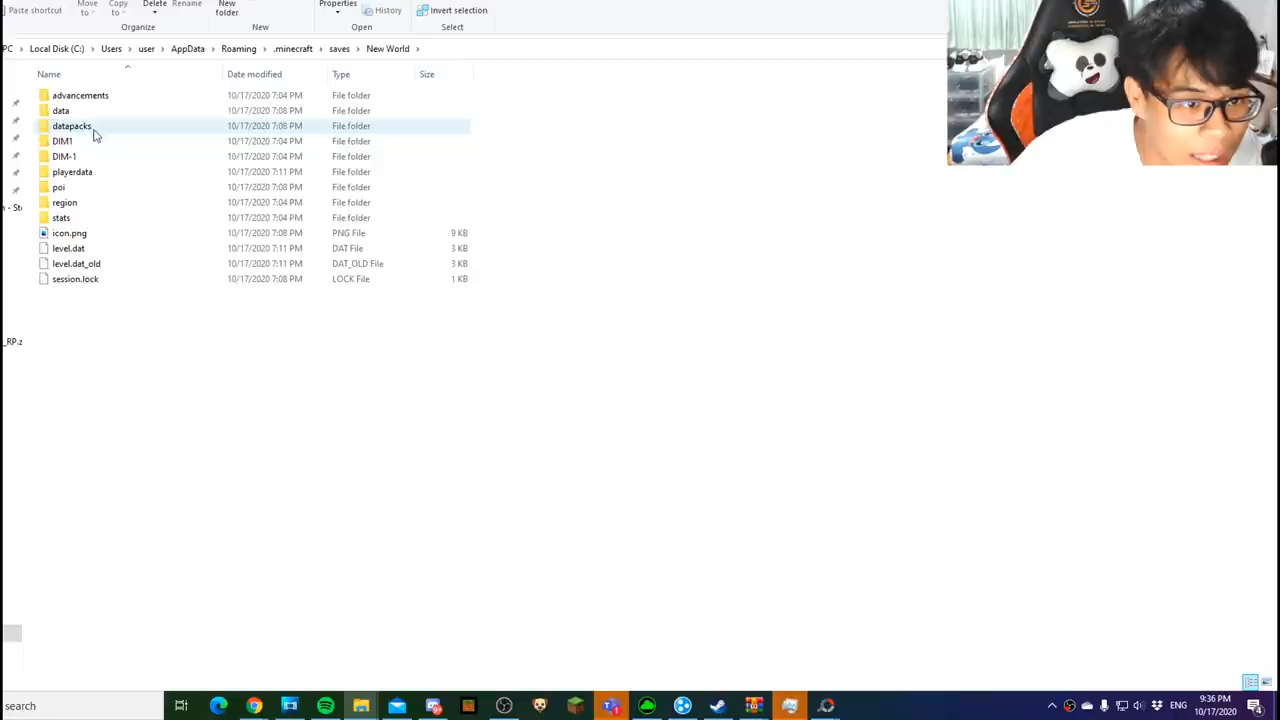 Paste shortcut
Move to
Copy to
Delete
Rename
New folder
Properties
History
Invert selection
Organize
New
Open
Select
PC > Local Disk (C:) > Users > user > AppData > Roaming > .minecraft > saves > New World >
Name Date modified Type Size
advancements 10/17/2020 7:04 PM File folder
data 10/17/2020 7:08 PM File folder
datapacks 10/17/2020 7:08 PM File folder
DIM1 10/17/2020 7:04 PM File folder
DIM-1 10/17/2020 7:04 PM File folder
playerdata 10/17/2020 7:11 PM File folder
poi 10/17/2020 7:08 PM File folder
region 10/17/2020 7:04 PM File folder
stats 10/17/2020 7:04 PM File folder
icon.png 10/17/2020 7:08 PM PNG File 9 KB
level.dat 10/17/2020 7:11 PM DAT File 3 KB
level.dat_old 10/17/2020 7:11 PM DAT_OLD File 3 KB
session.lock 10/17/2020 7:08 PM LOCK File 1 KB
n - Ste
_RP.z
search
ENG
9:36 PM
10/17/2020
4